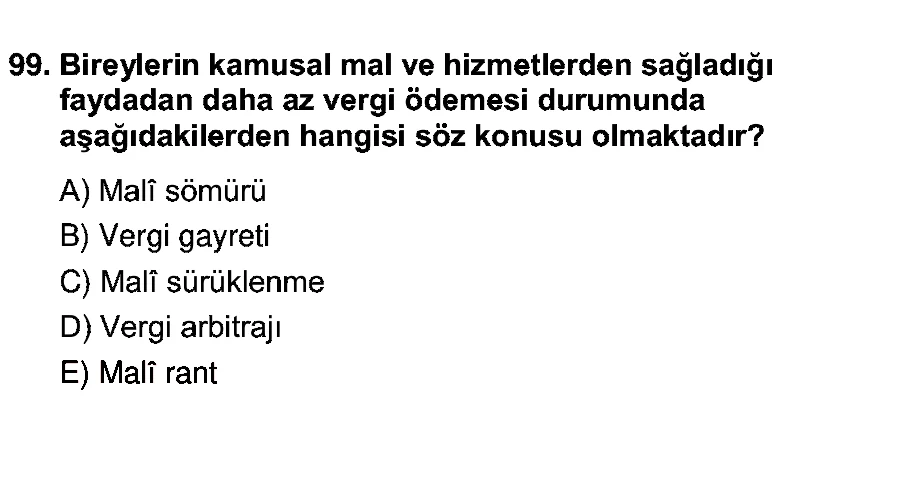 99. Bireylerin kamusal mal ve hizmetlerden sağladığı
faydadan daha az vergi ödemesi durumunda
aşağıdakilerden hangisi söz konusu olmaktadır?
A) Malî sömürü
B) Vergi gayreti
C) Malî sürüklenme
D) Vergi arbitrajı
E) Malî rant